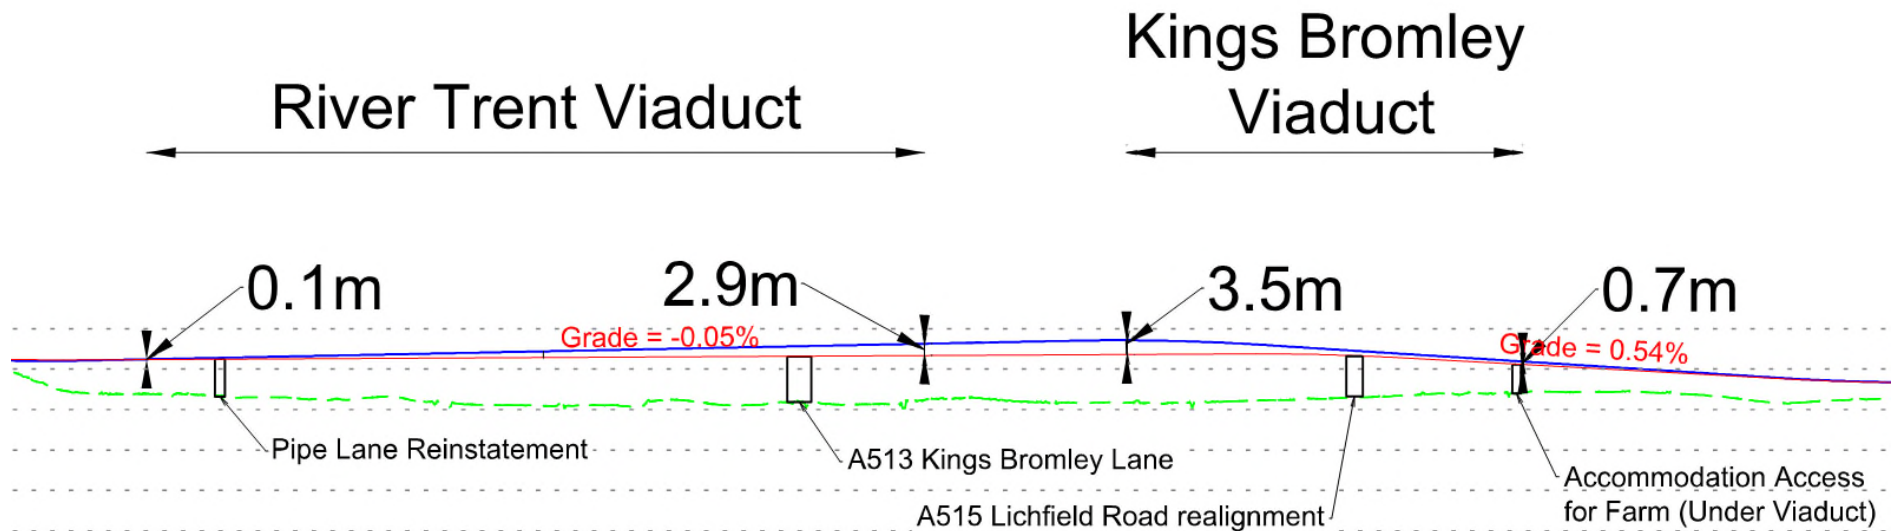 Kings Bromley
Viaduct
River Trent Viaduct
0.1m
2.9m
3.5m
0.7m
Grade = -0.05%
Grade = 0.54%
Pipe Lane Reinstatement
A513 Kings Bromley Lane
A515 Lichfield Road realignment
Accommodation Access
for Farm (Under Viaduct)